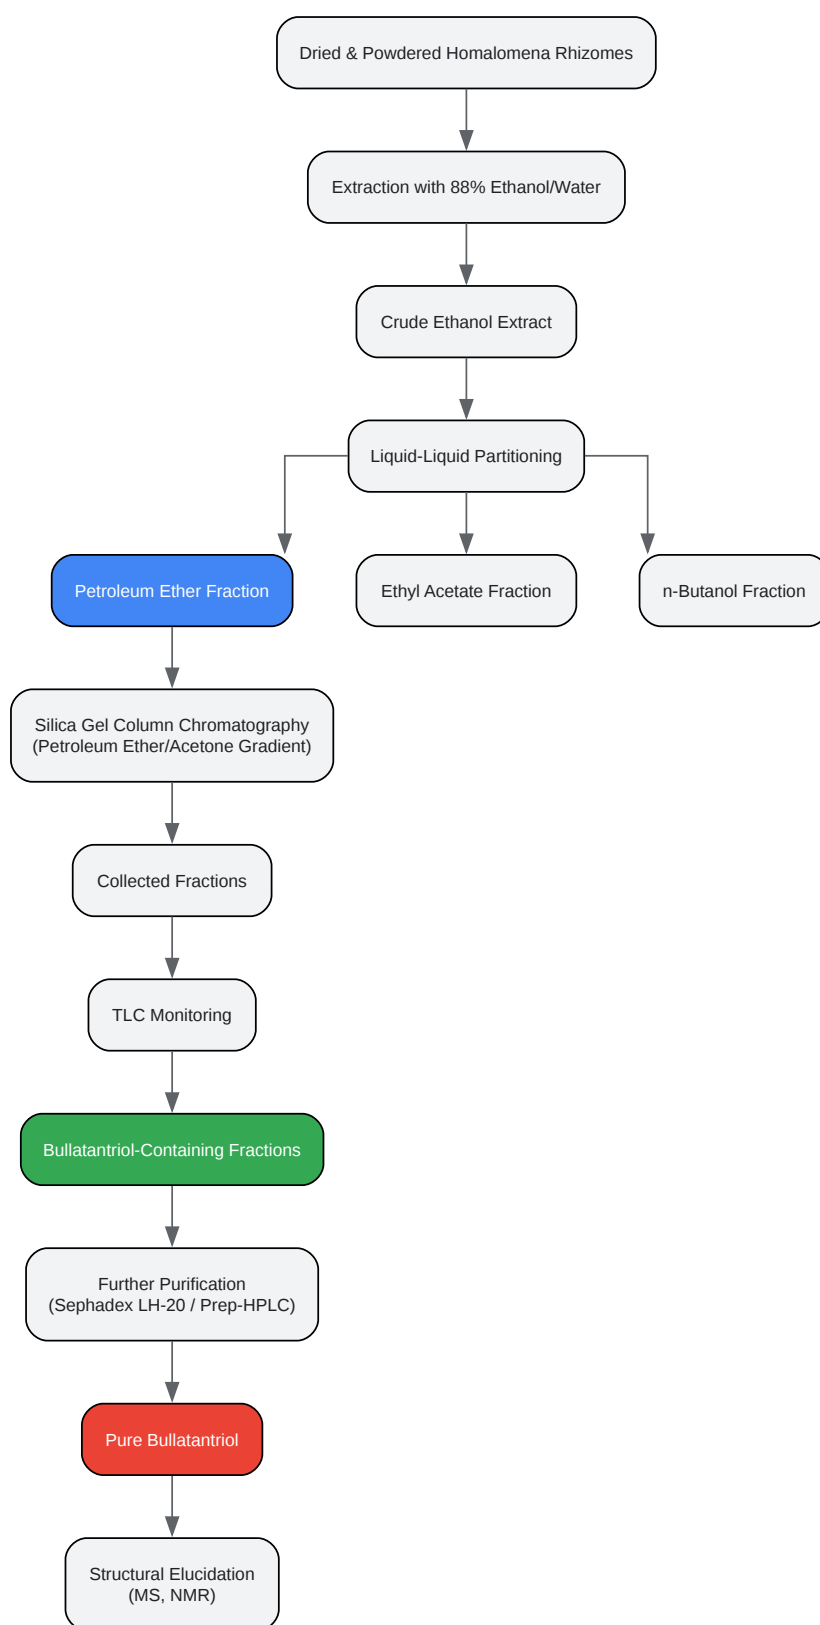 Dried & Powdered Homalomena Rhizomes
Extraction with 88% Ethanol/Water
Crude Ethanol Extract
Liquid-Liquid Partitioning
Petroleum Ether Fraction
Ethyl Acetate Fraction
n-Butanol Fraction
Silica Gel Column Chromatography
(Petroleum Ether/Acetone Gradient)
Collected Fractions
TLC Monitoring
Bullatantriol-Containing Fractions
Further Purification
(Sephadex LH-20 / Prep-HPLC)
Pure Bullatantriol
Structural Elucidation
(MS, NMR)